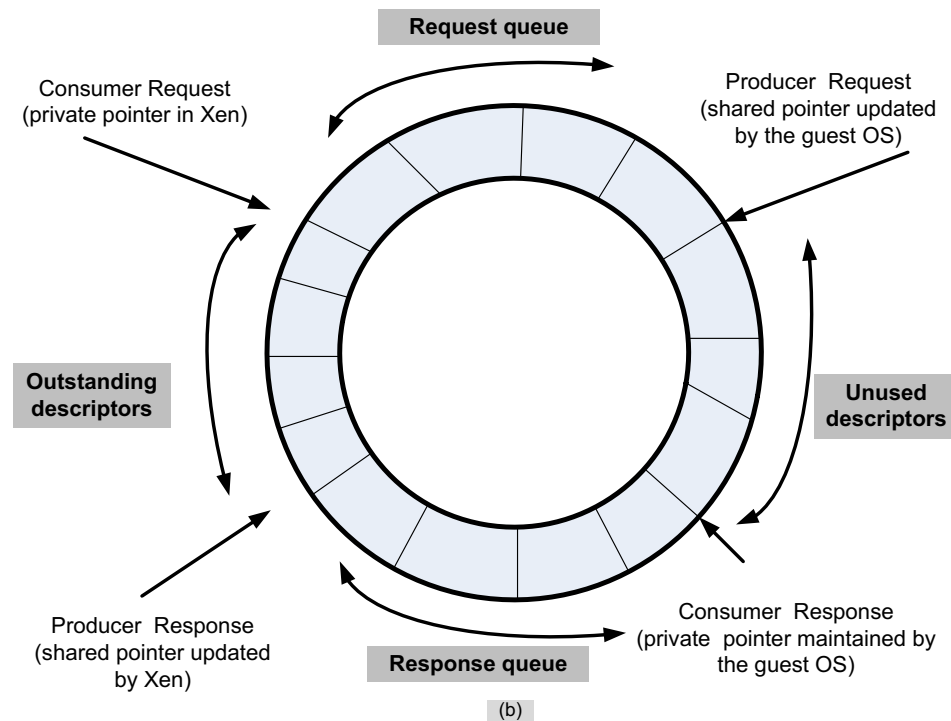 Request queue
Consumer Request
(private pointer in Xen)
Producer Request
(shared pointer updated
by the guest OS)
Outstanding
descriptors
Unused
descriptors
Producer Response
(shared pointer updated
by Xen)
Response queue
Consumer Response
(private pointer maintained by
the guest OS)
(b)